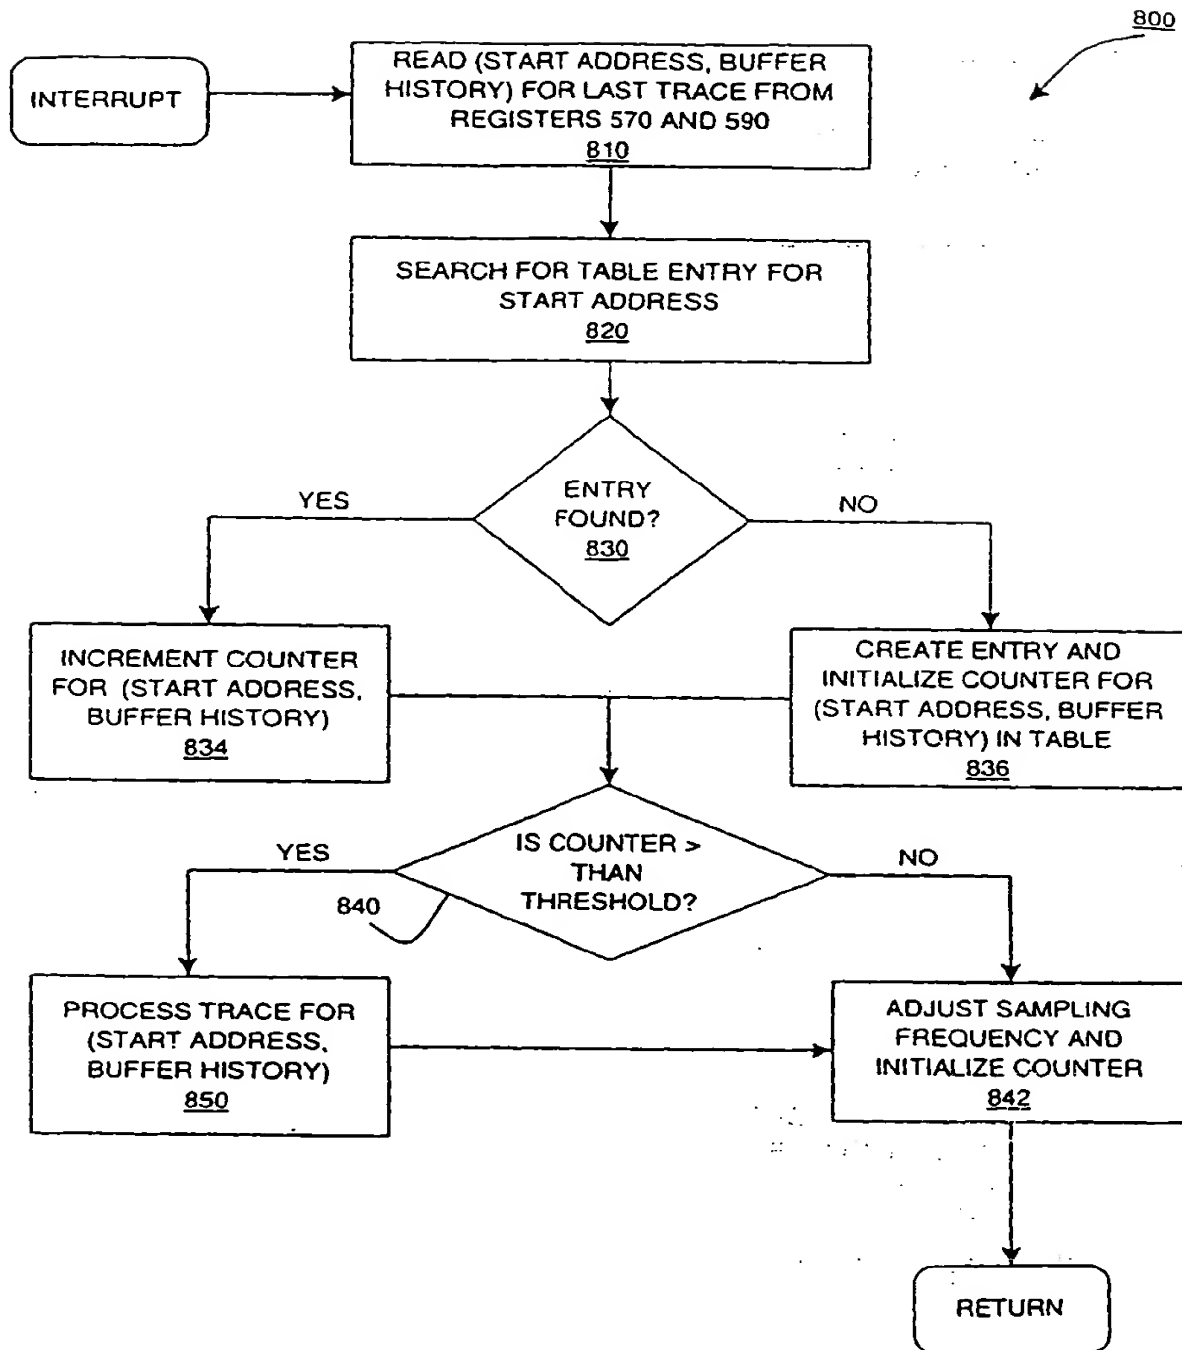 800
INTERRUPT
READ (START ADDRESS, BUFFER
HISTORY) FOR LAST TRACE FROM
REGISTERS 570 AND 590
810
SEARCH FOR TABLE ENTRY FOR
START ADDRESS
820
ENTRY
FOUND?
830
YES
NO
INCREMENT COUNTER
FOR (START ADDRESS,
BUFFER HISTORY)
834
CREATE ENTRY AND
INITIALIZE COUNTER FOR
(START ADDRESS, BUFFER
HISTORY) IN TABLE
836
IS COUNTER >
THAN
THRESHOLD?
YES
NO
840
PROCESS TRACE FOR
(START ADDRESS,
BUFFER HISTORY)
850
ADJUST SAMPLING
FREQUENCY AND
INITIALIZE COUNTER
842
RETURN